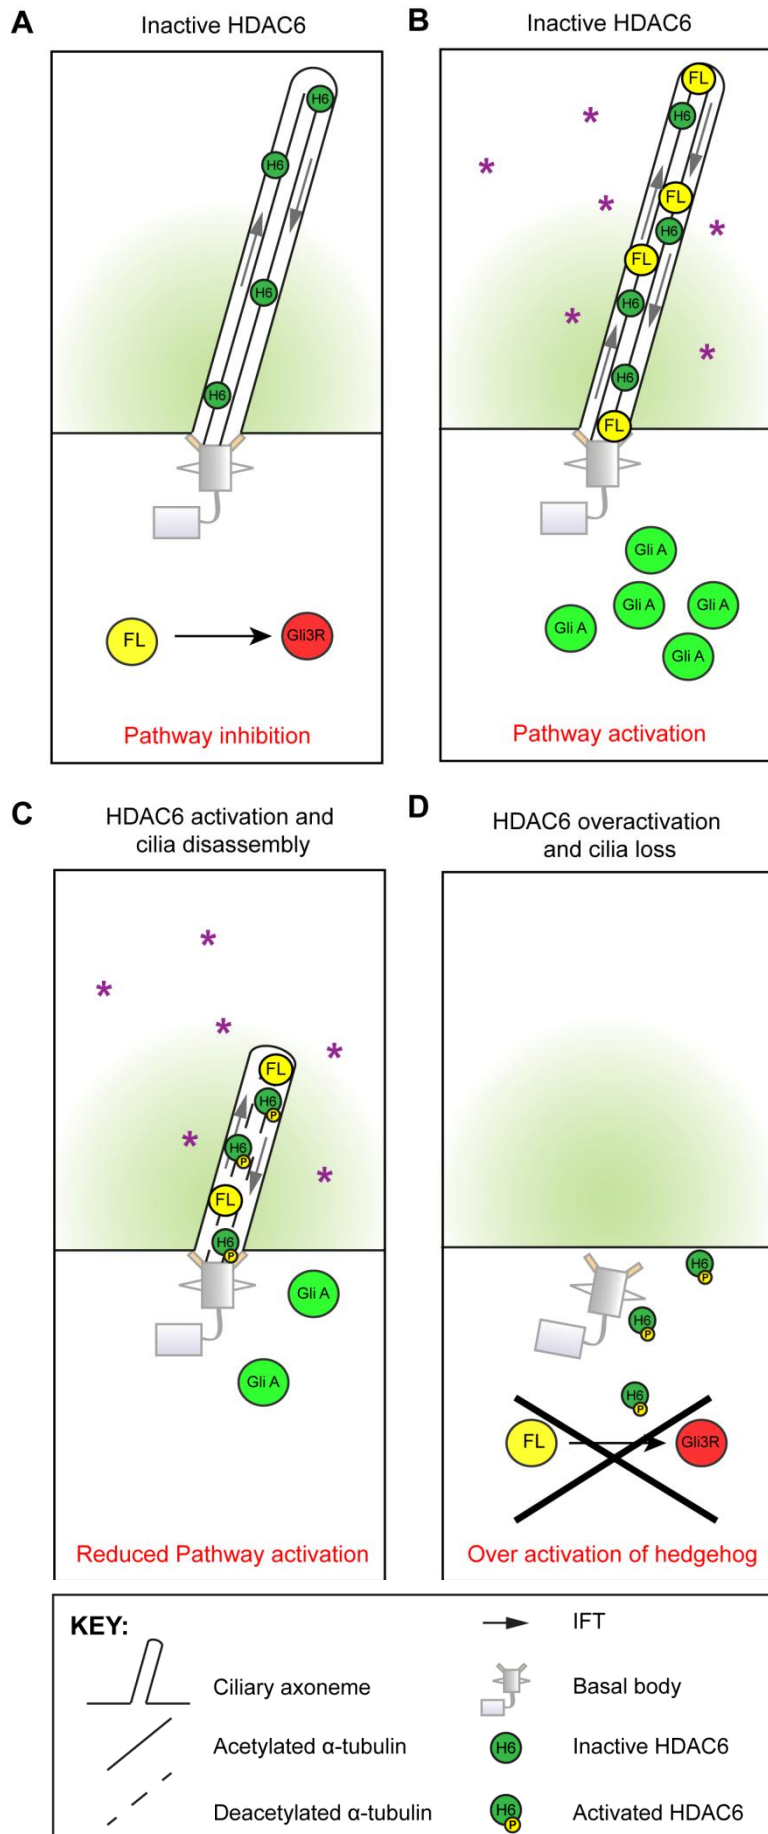 A
Inactive HDAC6
H6
H6
H6
H6
FL
Gli3R
Pathway inhibition
B
Inactive HDAC6
FL
H6
*
*
FL
*
H6
*
FL
H6
*
*
H6
FL
Gli A
Gli A
Gli A
Gli A
Gli A
Pathway activation
C
HDAC6 activation and
cilia disassembly
*
*
*
*
FL
H6
P
*
H6
P
*
FL
H6
P
Gli A
Gli A
Reduced Pathway activation
D
HDAC6 overactivation
and cilia loss
H6
P
H6
P
H6
P
FL
Gli3R
Over activation of hedgehog
KEY:
Ciliary axoneme
Acetylated α-tubulin
Deacetylated α-tubulin
IFT
Basal body
H6
Inactive HDAC6
H6
P
Activated HDAC6